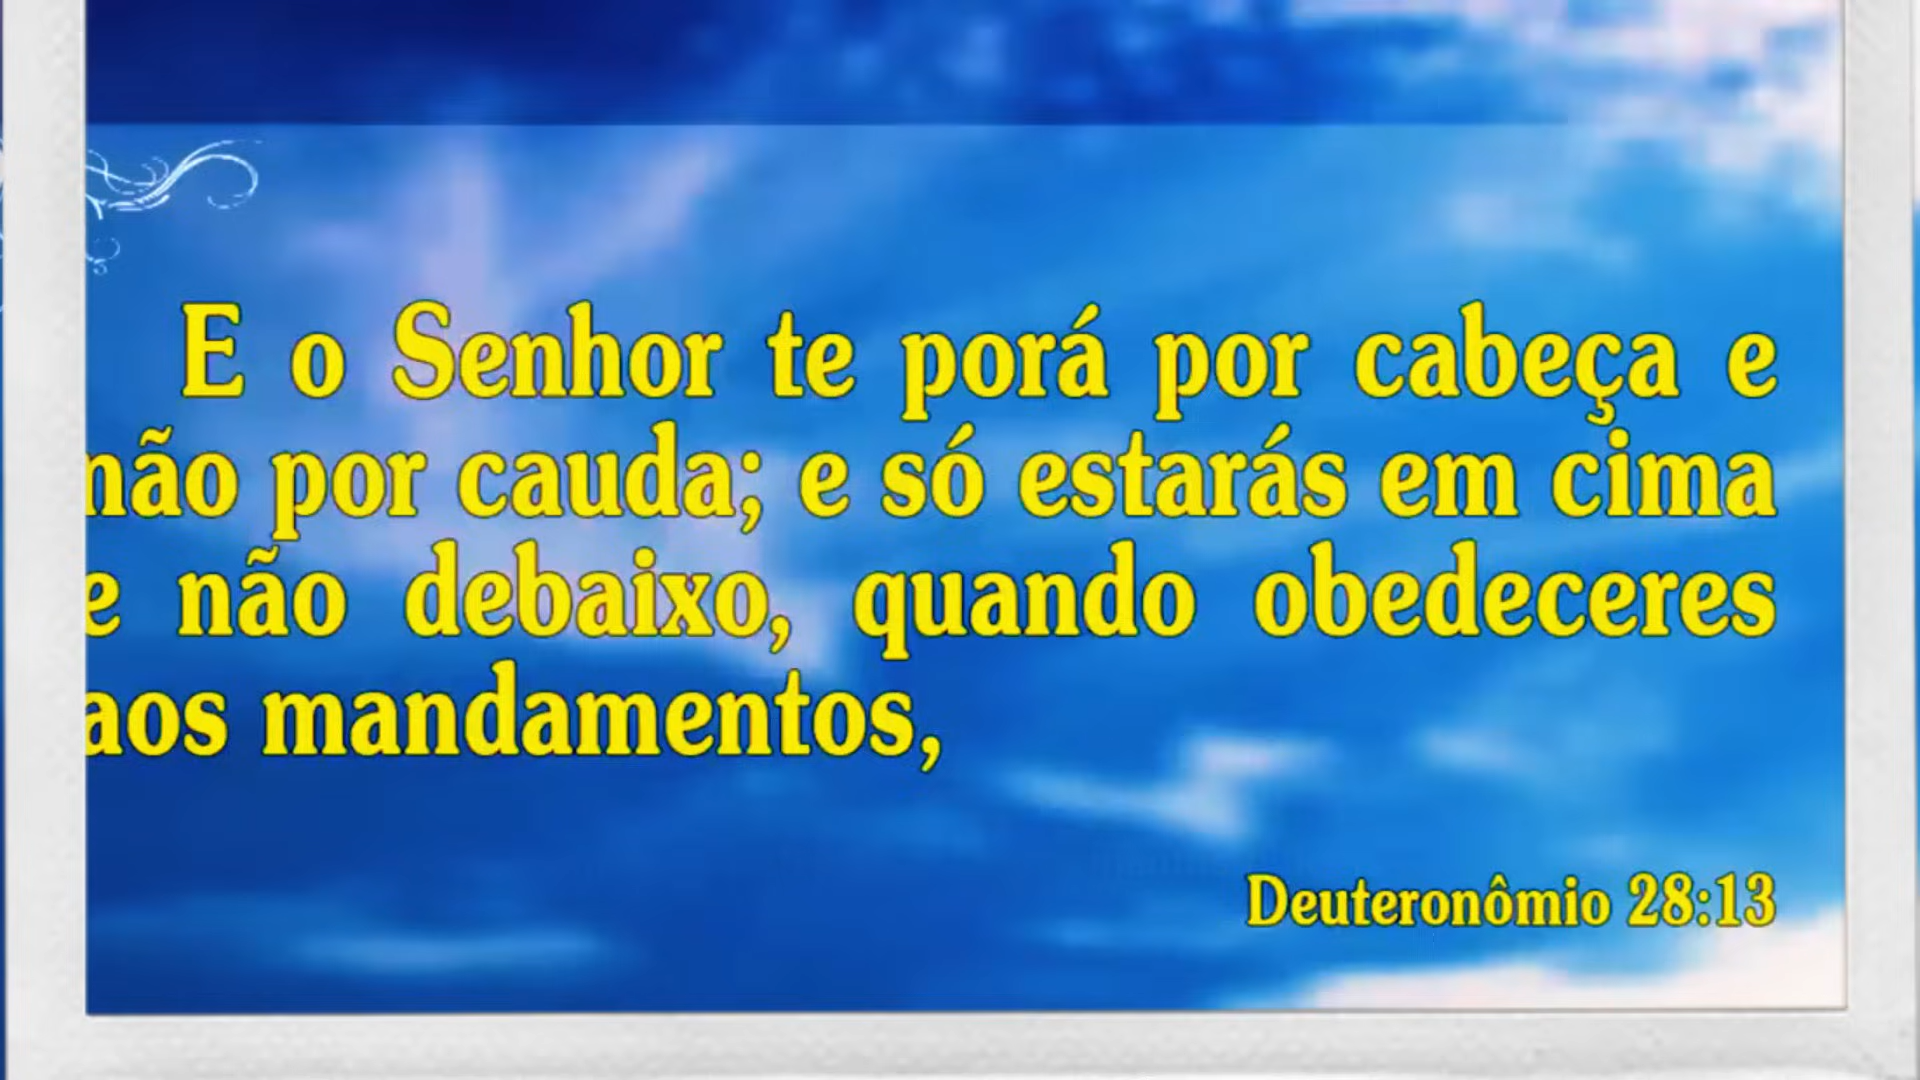 E o Senhor te porá por cabeça e
não por cauda; e só estarás em cima
e não debaixo, quando obedeceres
aos mandamentos,
Deuteronômio 28:13